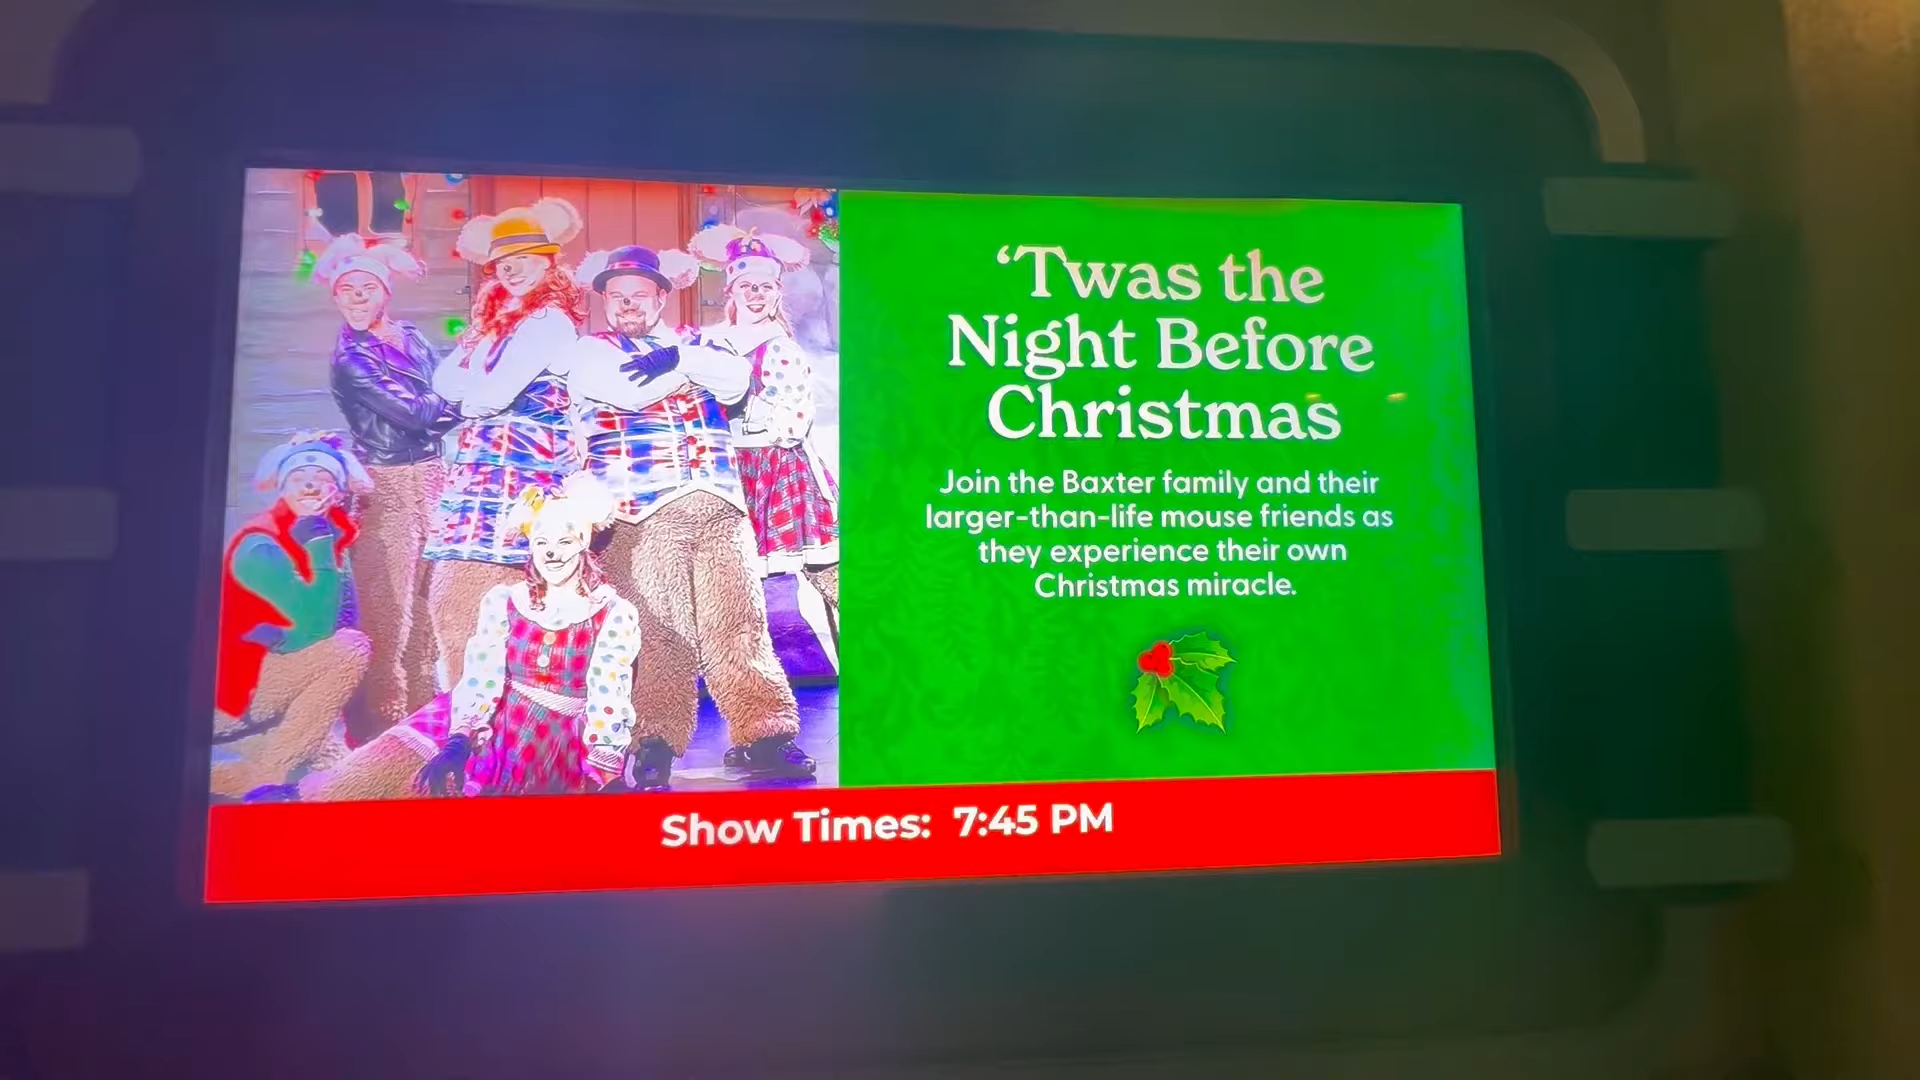 ‘Twas the
Night Before
Christmas
Join the Baxter family and their
larger-than-life mouse friends as
they experience their own
Christmas miracle.
Show Times: 7:45 PM